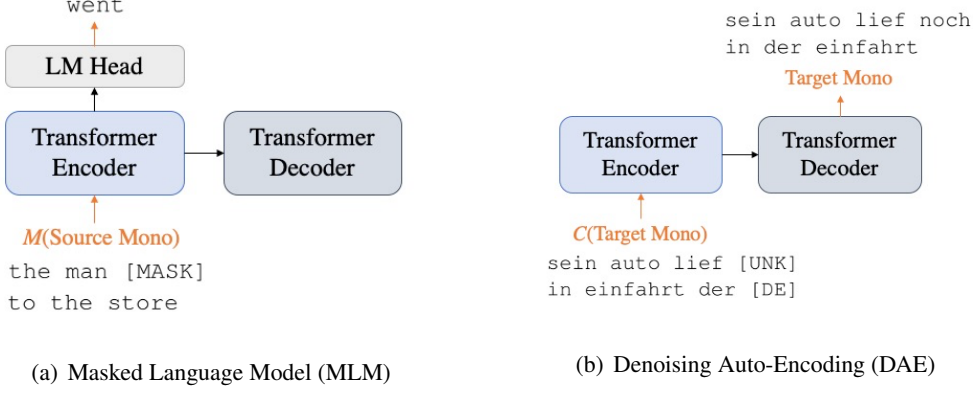 went
LM Head
Transformer
Encoder
Transformer
Decoder
M(Source Mono)
the man [MASK]
to the store
(a) Masked Language Model (MLM)
sein auto lief noch
in der einfahrt
Target Mono
Transformer
Encoder
Transformer
Decoder
C(Target Mono)
sein auto lief [UNK]
in einfahrt der [DE]
(b) Denoising Auto-Encoding (DAE)